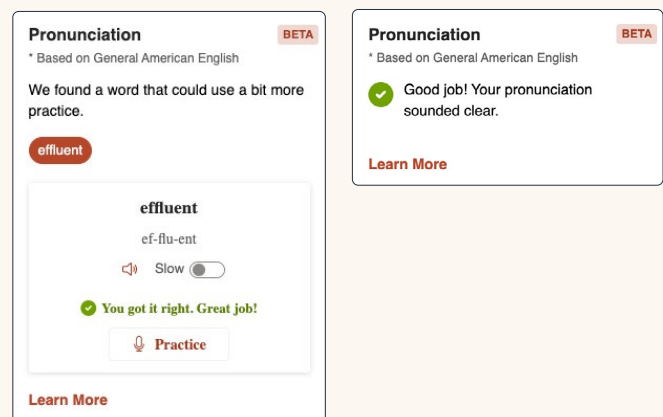 Pronunciation BETA
* Based on General American English
We found a word that could use a bit more
practice.
effluent
effluent
ef-flu-ent
Slow
You got it right. Great job!
Practice
Learn More
Pronunciation BETA
* Based on General American English
Good job! Your pronunciation
sounded clear.
Learn More